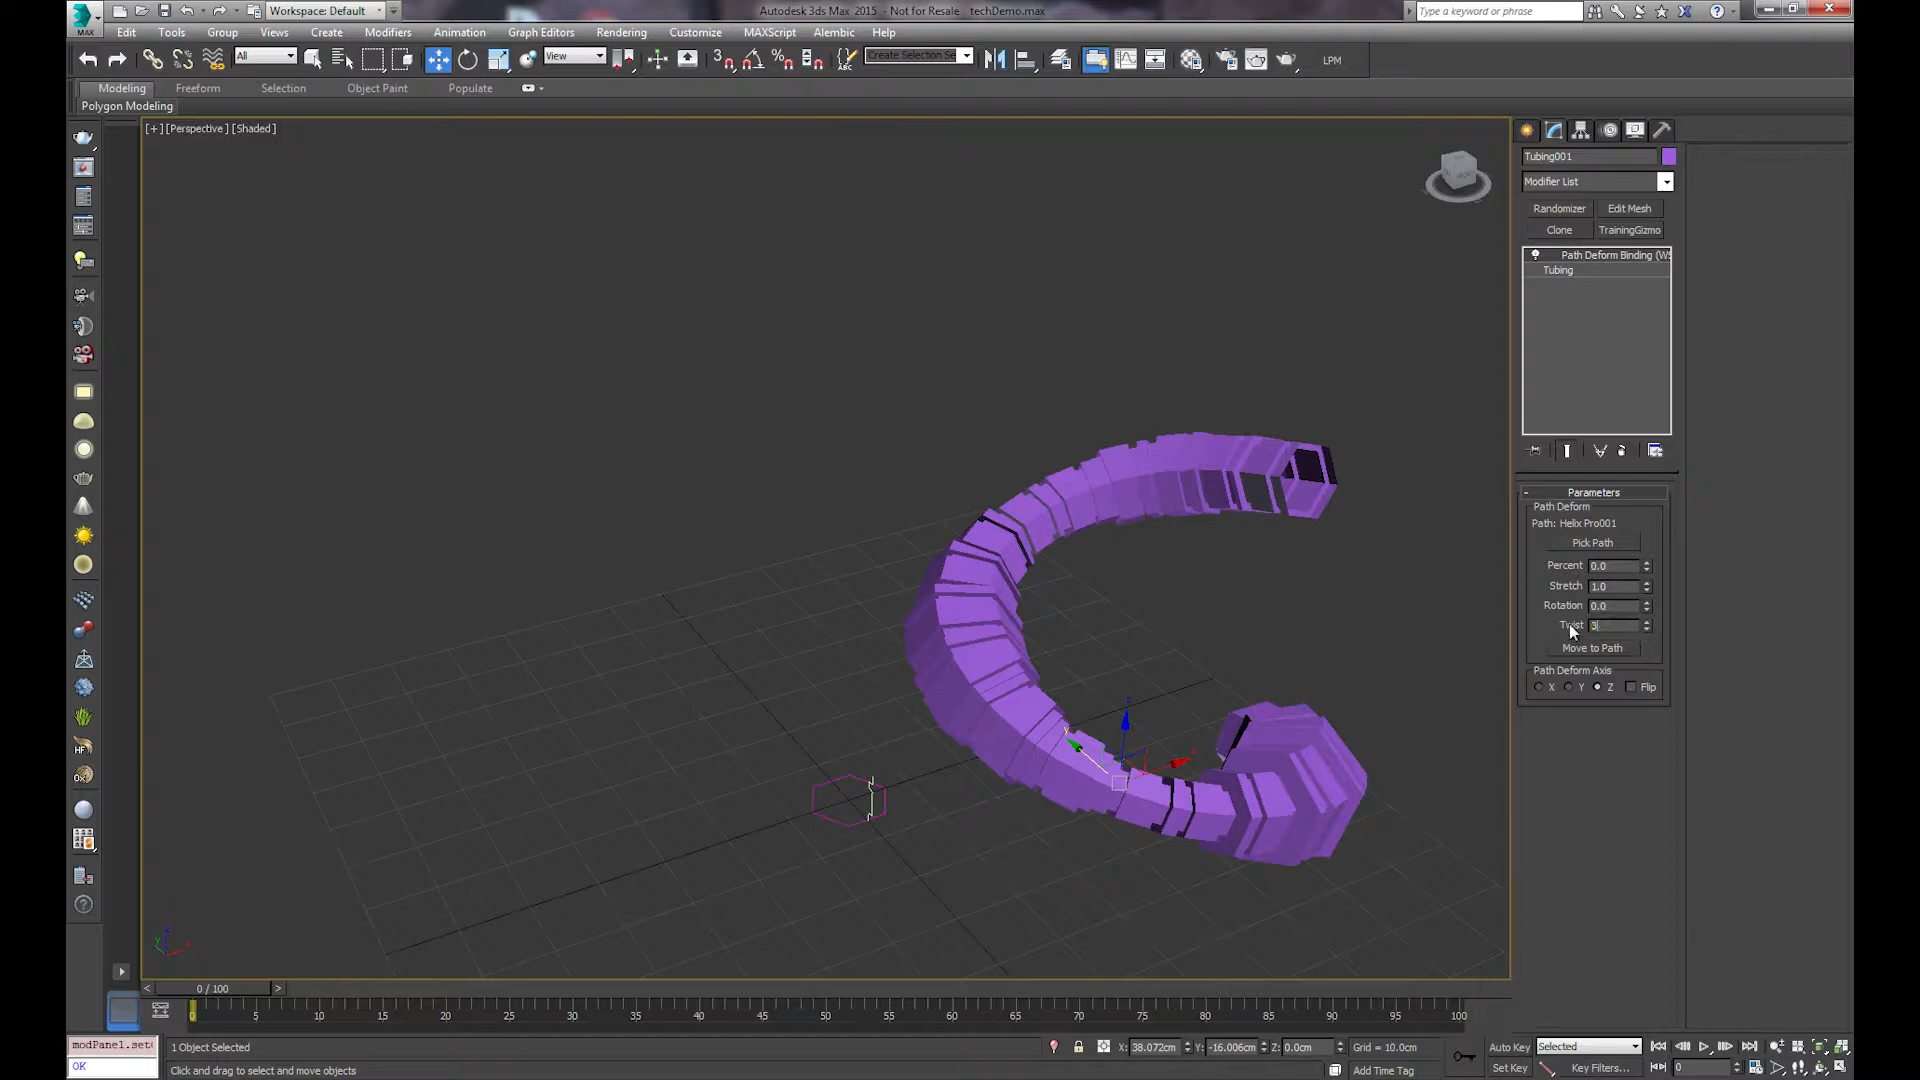 Workspace: Default
Autodesk 3ds Max 2015 - Not for Resale techDemo.max
Type a keyword or phrase
MAX
Edit Tools Group Views Create Modifiers Animation Graph Editors Rendering Customize MAXScript Alembic Help
All
View
Create Selection Se
LPM
Modeling Freeform Selection Object Paint Populate
Polygon Modeling
[+] [Perspective] [Shaded]
Tubing001
Modifier List
Randomizer Edit Mesh
Clone TrainingGizmo
Path Deform Binding (WS
Tubing
- Parameters
Path Deform
Path: Helix Pro001
Pick Path
Percent 0.0
Stretch 1.0
Rotation 0.0
Twist 3
Move to Path
Path Deform Axis
X Y Z Flip
HF
Ox
< 0 / 100 >
0 5 10 15 20 25 30 35 40 45 50 55 60 65 70 75 80 85 90 95 100
modPanel.set
OK
1 Object Selected
X: 38.072cm Y: -16.006cm Z: 0.0cm Grid = 10.0cm
Click and drag to select and move objects
Add Time Tag
Auto Key Selected
Set Key Key Filters... 0